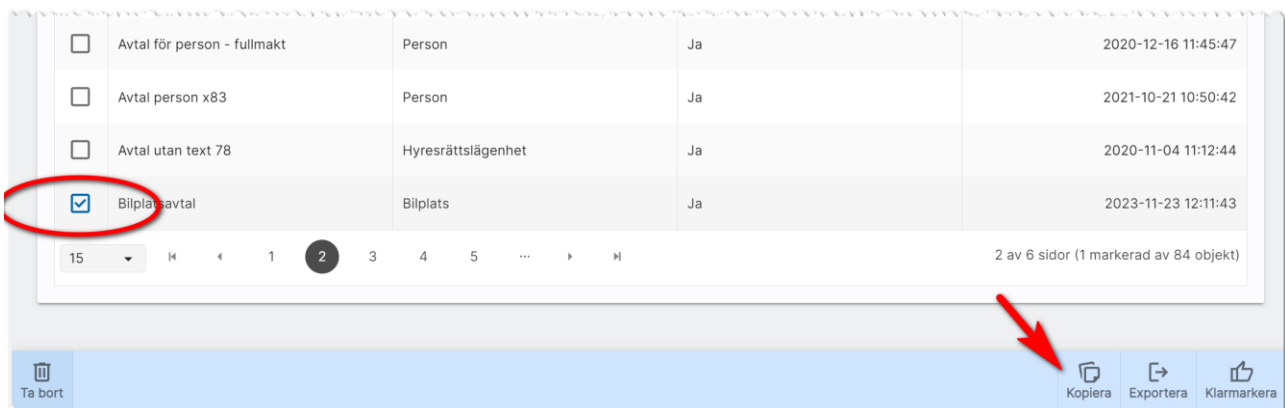 Avtal för person - fullmakt Person Ja 2020-12-16 11:45:47
Avtal person x83 Person Ja 2021-10-21 10:50:42
Avtal utan text 78 Hyresrättslägenhet Ja 2020-11-04 11:12:44
Bilplatsavtal Bilplats Ja 2023-11-23 12:11:43
15 1 2 3 4 5 ... 2 av 6 sidor (1 markerad av 84 objekt)
Ta bort Kopiera Exportera Klarmarkera